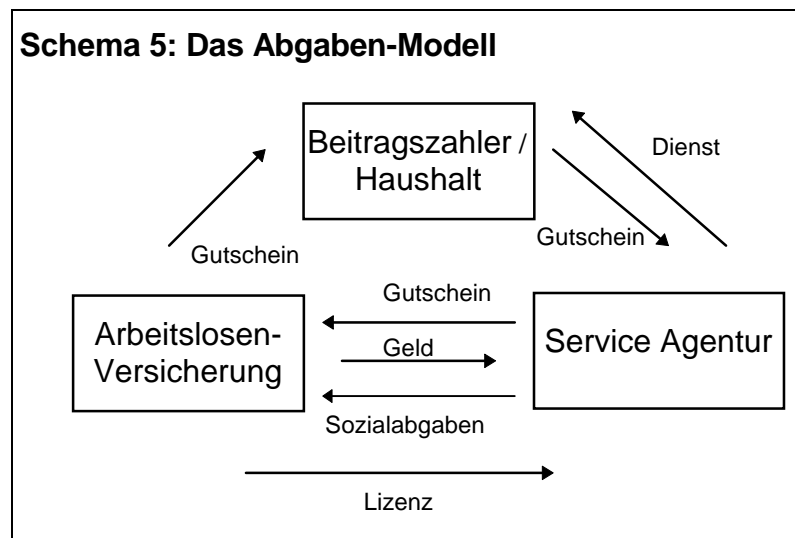 Schema 5: Das Abgaben-Modell
Beitragszahler /
Haushalt
Dienst
Gutschein
Gutschein
Gutschein
Arbeitslosen-
Versicherung
Geld
Service Agentur
Sozialabgaben
Lizenz